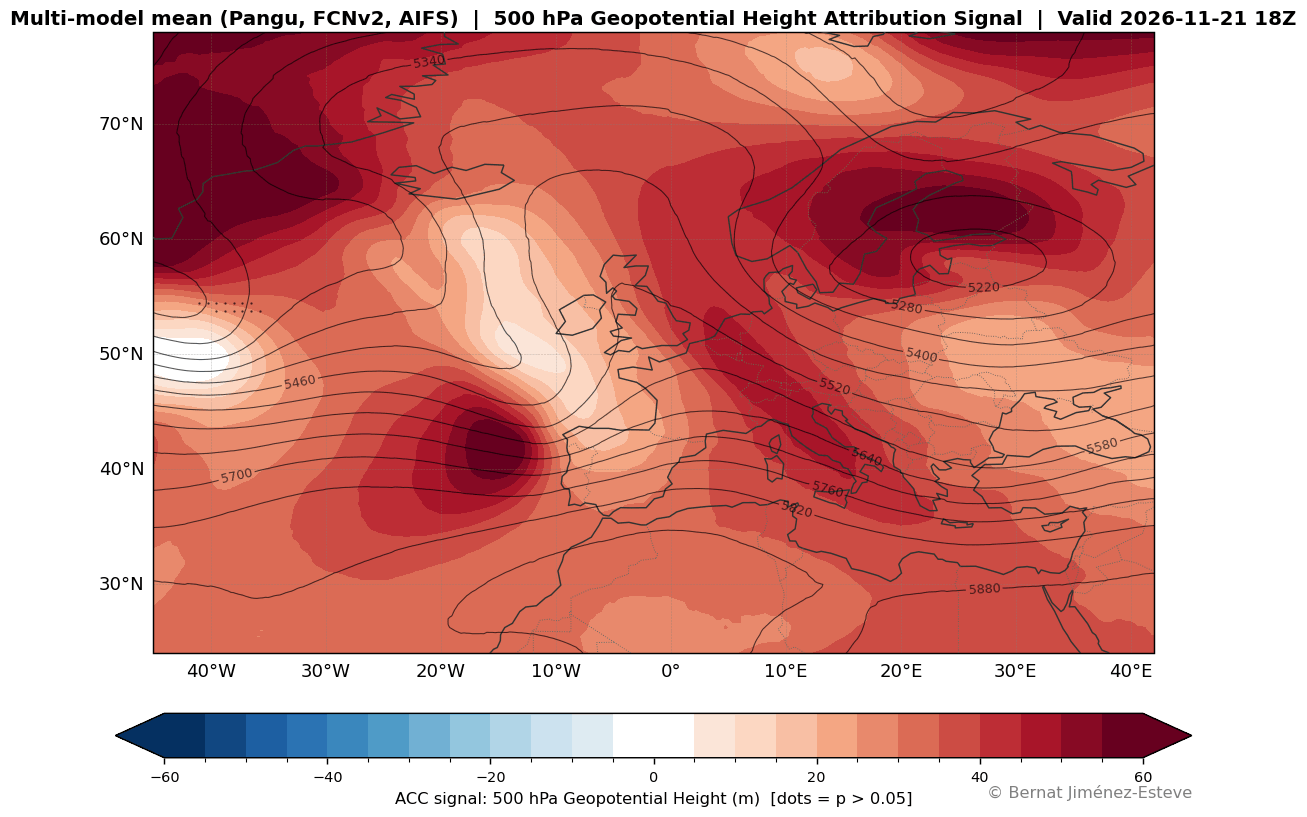 Multi-model mean (Pangu, FCNv2, AIFS) | 500 hPa Geopotential Height Attribution Signal | Valid 2026-11-21 18Z
5340
70°N
60°N
5220
5280
50°N
5400
5460
5520
5580
5640
40°N
5700
5760
5820
30°N
5880
40°W 30°W 20°W 10°W 0° 10°E 20°E 30°E 40°E
−60 −40 −20 0 20 40 60
ACC signal: 500 hPa Geopotential Height (m) [dots = p > 0.05]
© Bernat Jiménez-Esteve